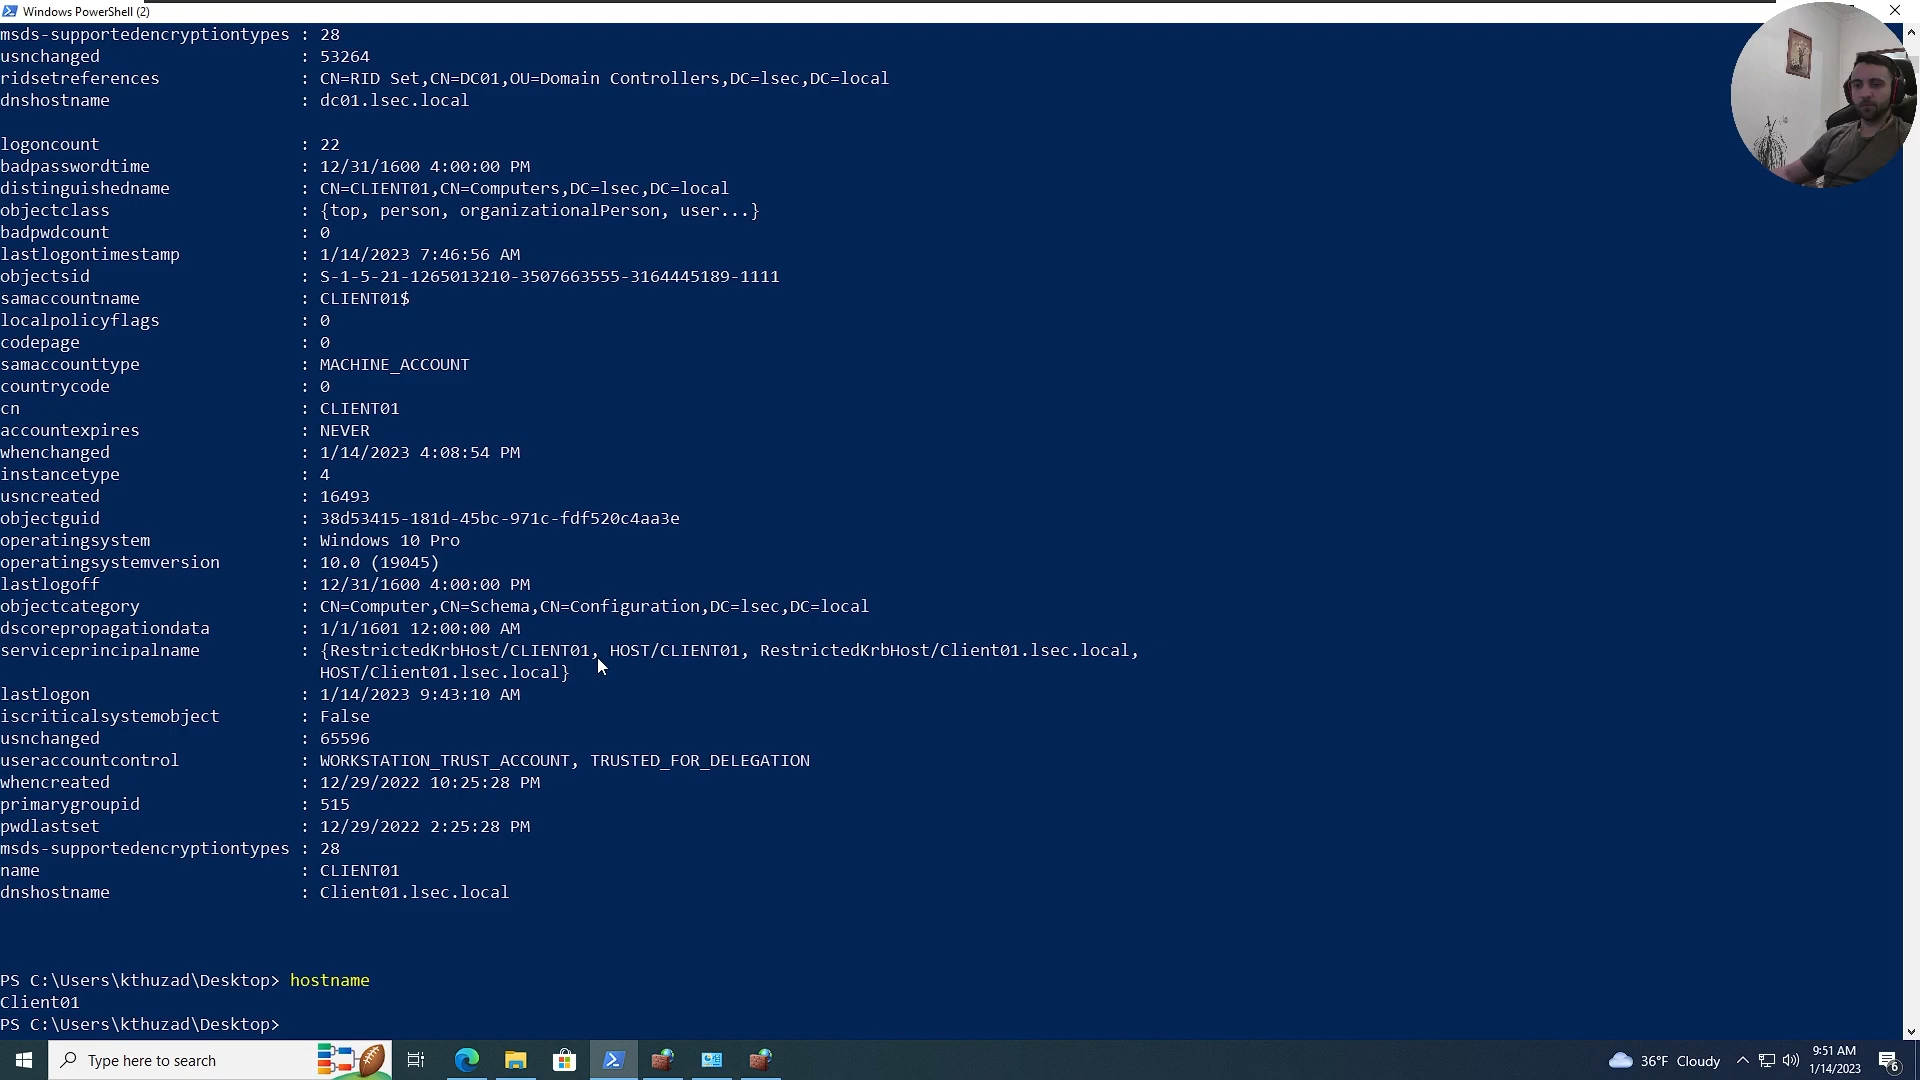 Windows PowerShell (2)
msds-supportedencryptiontypes : 28
usnchanged : 53264
ridsetreferences : CN=RID Set,CN=DC01,OU=Domain Controllers,DC=lsec,DC=local
dnshostname : dc01.lsec.local
logoncount : 22
badpasswordtime : 12/31/1600 4:00:00 PM
distinguishedname : CN=CLIENT01,CN=Computers,DC=lsec,DC=local
objectclass : {top, person, organizationalPerson, user...}
badpwdcount : 0
lastlogontimestamp : 1/14/2023 7:46:56 AM
objectsid : S-1-5-21-1265013210-3507663555-3164445189-1111
samaccountname : CLIENT01$
localpolicyflags : 0
codepage : 0
samaccounttype : MACHINE_ACCOUNT
countrycode : 0
cn : CLIENT01
accountexpires : NEVER
whenchanged : 1/14/2023 4:08:54 PM
instancetype : 4
usncreated : 16493
objectguid : 38d53415-181d-45bc-971c-fdf520c4aa3e
operatingsystem : Windows 10 Pro
operatingsystemversion : 10.0 (19045)
lastlogoff : 12/31/1600 4:00:00 PM
objectcategory : CN=Computer,CN=Schema,CN=Configuration,DC=lsec,DC=local
dscorepropagationdata : 1/1/1601 12:00:00 AM
serviceprincipalname : {RestrictedKrbHost/CLIENT01, HOST/CLIENT01, RestrictedKrbHost/Client01.lsec.local,
HOST/Client01.lsec.local}
lastlogon : 1/14/2023 9:43:10 AM
iscriticalsystemobject : False
usnchanged : 65596
useraccountcontrol : WORKSTATION_TRUST_ACCOUNT, TRUSTED_FOR_DELEGATION
whencreated : 12/29/2022 10:25:28 PM
primarygroupid : 515
pwdlastset : 12/29/2022 2:25:28 PM
msds-supportedencryptiontypes : 28
name : CLIENT01
dnshostname : Client01.lsec.local
PS C:\Users\kthuzad\Desktop> hostname
Client01
PS C:\Users\kthuzad\Desktop>
Type here to search
36°F Cloudy
9:51 AM
1/14/2023
6